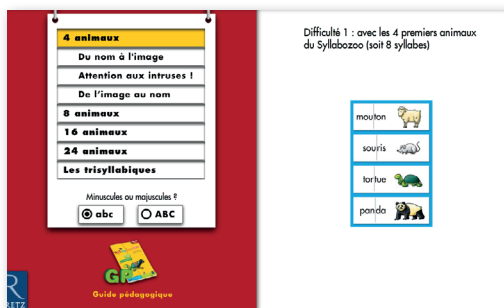 4 animaux
Du nom à l'image
Attention aux intruses !
De l'image au nom
8 animaux
16 animaux
24 animaux
Les trisyllabiques
Minuscules ou majuscules ?
abc
ABC
GP
Guide pédagogique
R
RETZ
Difficulté 1 : avec les 4 premiers animaux
du Syllabozoo (soit 8 syllabes)
mouton
souris
tortue
panda